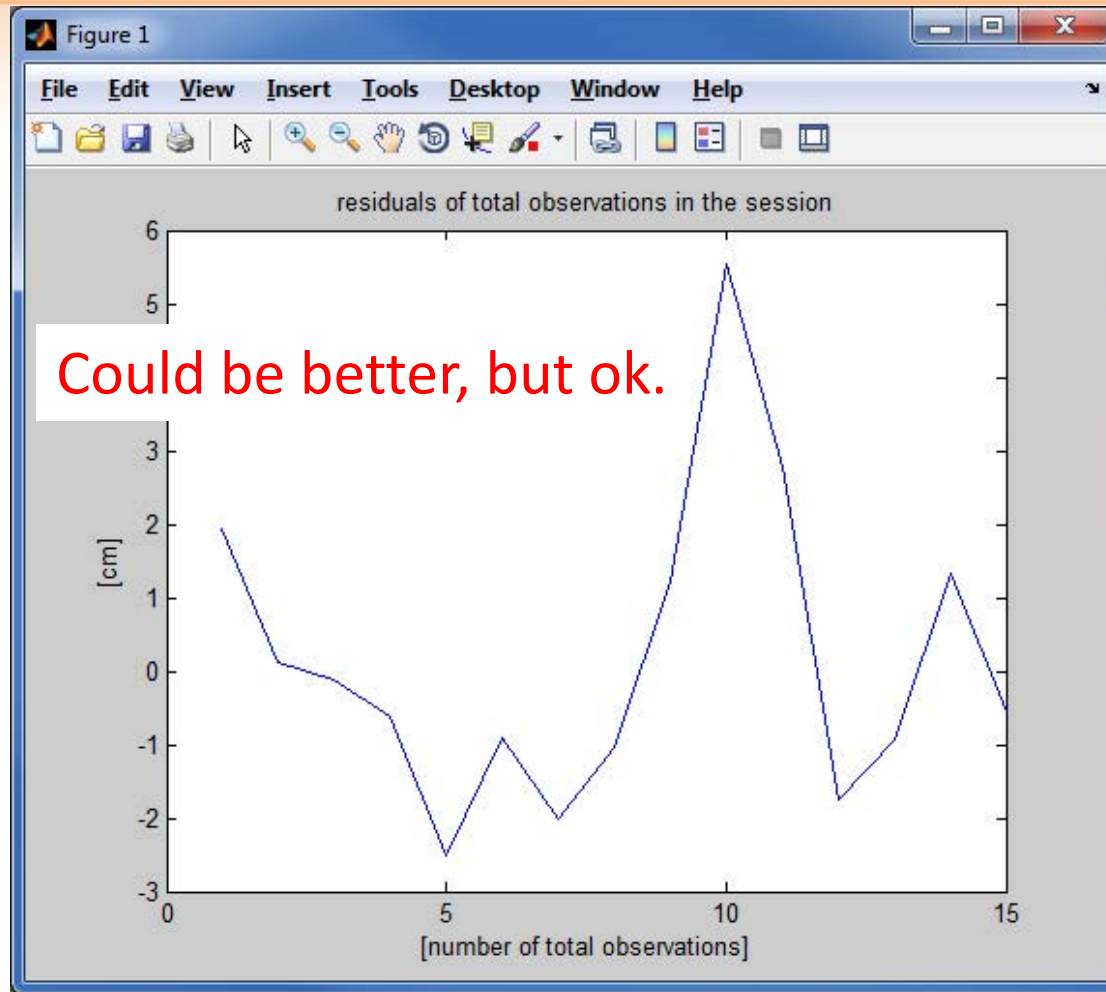 Figure 1
File Edit View Insert Tools Desktop Window Help
residuals of total observations in the session
6
5
Could be better, but ok.
3
2
1
0
-1
-2
-3
[cm]
0 5 10 15
[number of total observations]